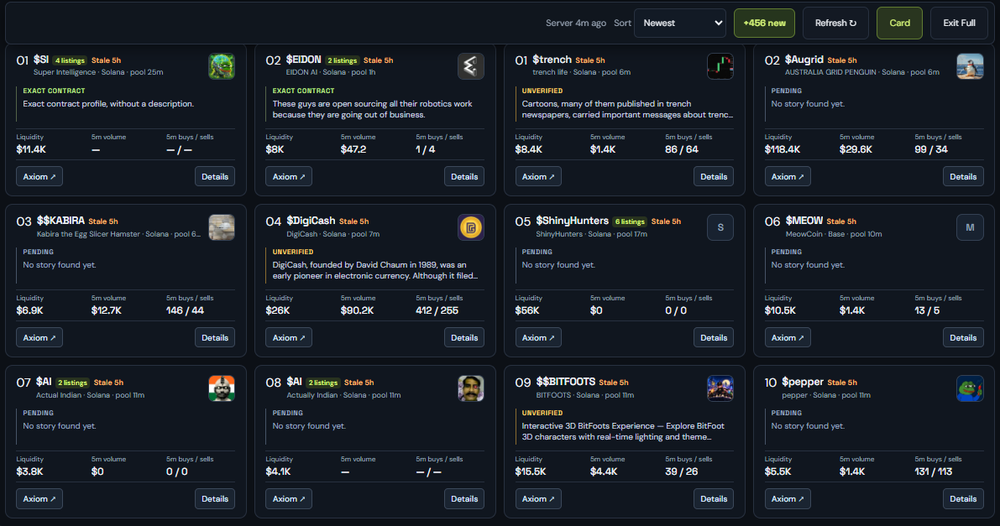 Server 4m ago Sort Newest +456 new Refresh ↻ Card Exit Full
01 $SI 4 listings Stale 5h
Super Intelligence · Solana · pool 25m
EXACT CONTRACT
Exact contract profile, without a description.
Liquidity 5m volume 5m buys / sells
$11.4K — — / —
Axiom ↗ Details
02 $EIDON 2 listings Stale 5h
EIDON AI · Solana · pool 1h
EXACT CONTRACT
These guys are open sourcing all their robotics work
because they are going out of business.
Liquidity 5m volume 5m buys / sells
$8K $47.2 1 / 4
Axiom ↗ Details
01 $trench Stale 5h
trench life · Solana · pool 6m
UNVERIFIED
Cartoons, many of them published in trench
newspapers, carried important messages about trenc...
Liquidity 5m volume 5m buys / sells
$8.4K $1.4K 86 / 64
Axiom ↗ Details
02 $Augrid Stale 5h
AUSTRALIA GRID PENGUIN · Solana · pool 6m
PENDING
No story found yet.
Liquidity 5m volume 5m buys / sells
$118.4K $29.6K 99 / 34
Axiom ↗ Details
03 $$KABIRA Stale 5h
Kabira the Egg Slicer Hamster · Solana · pool 6...
PENDING
No story found yet.
Liquidity 5m volume 5m buys / sells
$6.9K $12.7K 146 / 44
Axiom ↗ Details
04 $DigiCash Stale 5h
DigiCash · Solana · pool 7m
UNVERIFIED
DigiCash, founded by David Chaum in 1989, was an
early pioneer in electronic currency. Although it filed...
Liquidity 5m volume 5m buys / sells
$26K $90.2K 412 / 255
Axiom ↗ Details
05 $ShinyHunters 6 listings Stale 5h
ShinyHunters · Solana · pool 17m
S
PENDING
No story found yet.
Liquidity 5m volume 5m buys / sells
$56K $0 0 / 0
Axiom ↗ Details
06 $MEOW Stale 5h
MeowCoin · Base · pool 10m
M
PENDING
No story found yet.
Liquidity 5m volume 5m buys / sells
$10.5K $1.4K 13 / 5
Axiom ↗ Details
07 $AI 2 listings Stale 5h
Actual Indian · Solana · pool 11m
PENDING
No story found yet.
Liquidity 5m volume 5m buys / sells
$3.8K $0 0 / 0
Axiom ↗ Details
08 $AI 2 listings Stale 5h
Actually Indian · Solana · pool 11m
PENDING
No story found yet.
Liquidity 5m volume 5m buys / sells
$4.1K — — / —
Axiom ↗ Details
09 $$BITFOOTS Stale 5h
BITFOOTS · Solana · pool 11m
UNVERIFIED
Interactive 3D BitFoots Experience — Explore BitFoot
3D characters with real-time lighting and theme...
Liquidity 5m volume 5m buys / sells
$15.5K $4.4K 39 / 26
Axiom ↗ Details
10 $pepper Stale 5h
pepper · Solana · pool 11m
PENDING
No story found yet.
Liquidity 5m volume 5m buys / sells
$5.5K $1.4K 131 / 113
Axiom ↗ Details